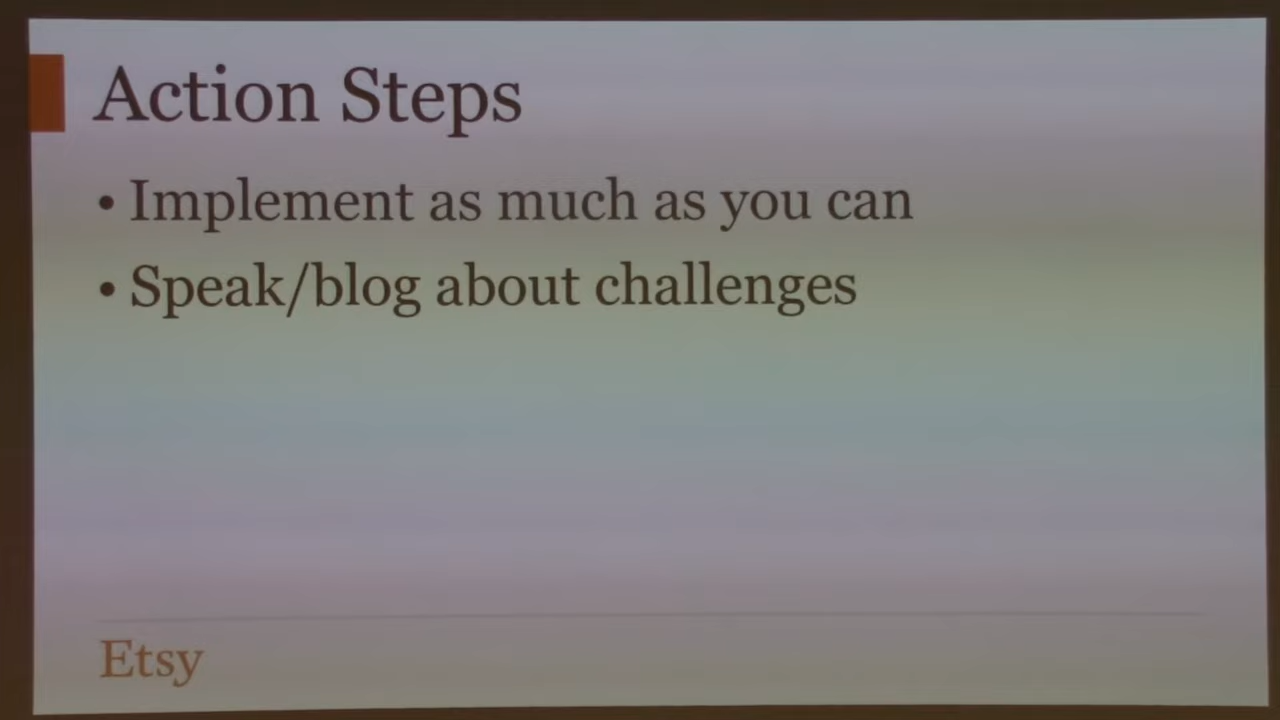 Action Steps
• Implement as much as you can
• Speak/blog about challenges
Etsy